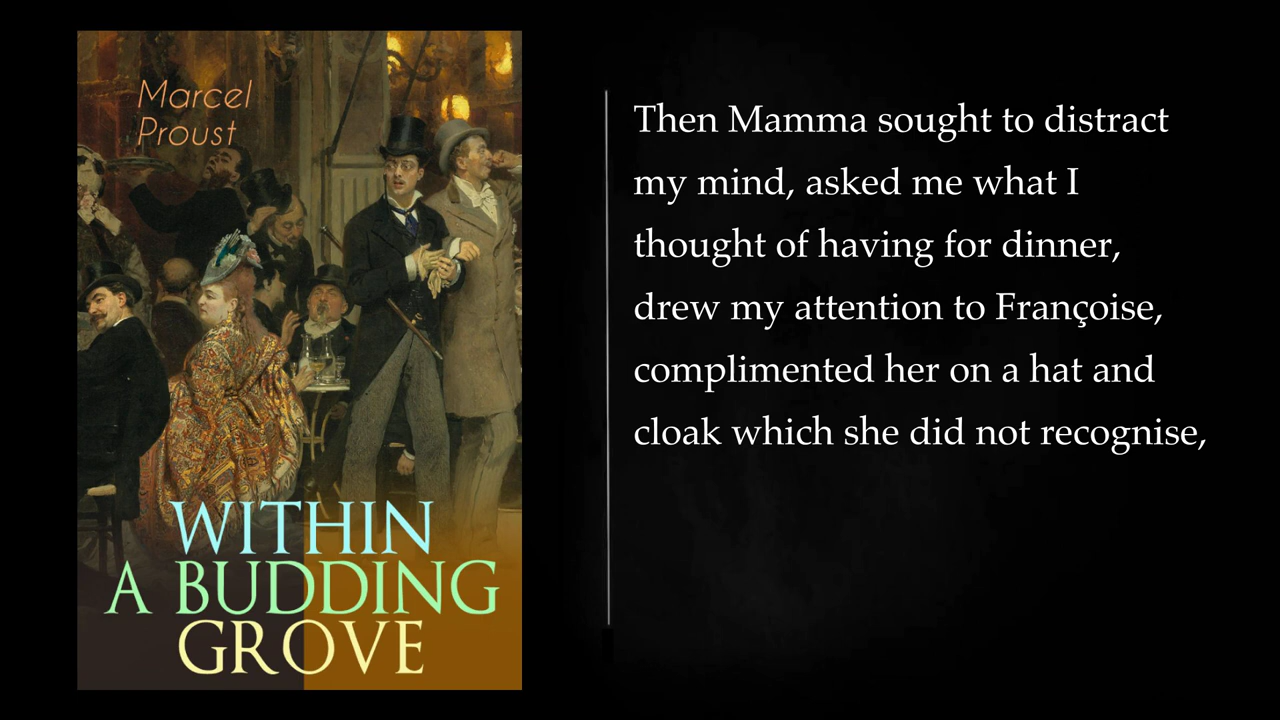 Marcel
Proust
WITHIN
A BUDDING
GROVE
Then Mamma sought to distract
my mind, asked me what I
thought of having for dinner,
drew my attention to Françoise,
complimented her on a hat and
cloak which she did not recognise,